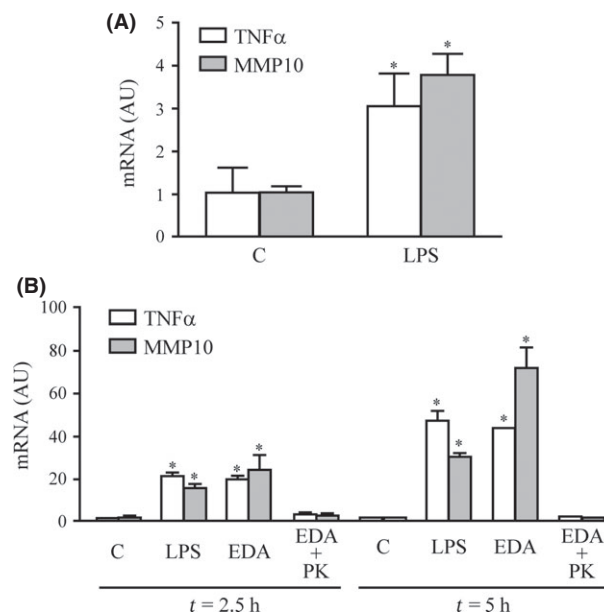 (A)
TNFα
MMP10
mRNA (AU)
5
4
3
2
1
0
* *
C LPS
(B)
TNFα
MMP10
mRNA (AU)
100
80
60
40
20
0
* * * * * * * *
C LPS EDA EDA + PK C LPS EDA EDA + PK
t = 2.5 h t = 5 h